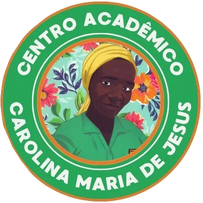 CENTRO ACADÊMICO
CAROLINA MARIA DE JESUS